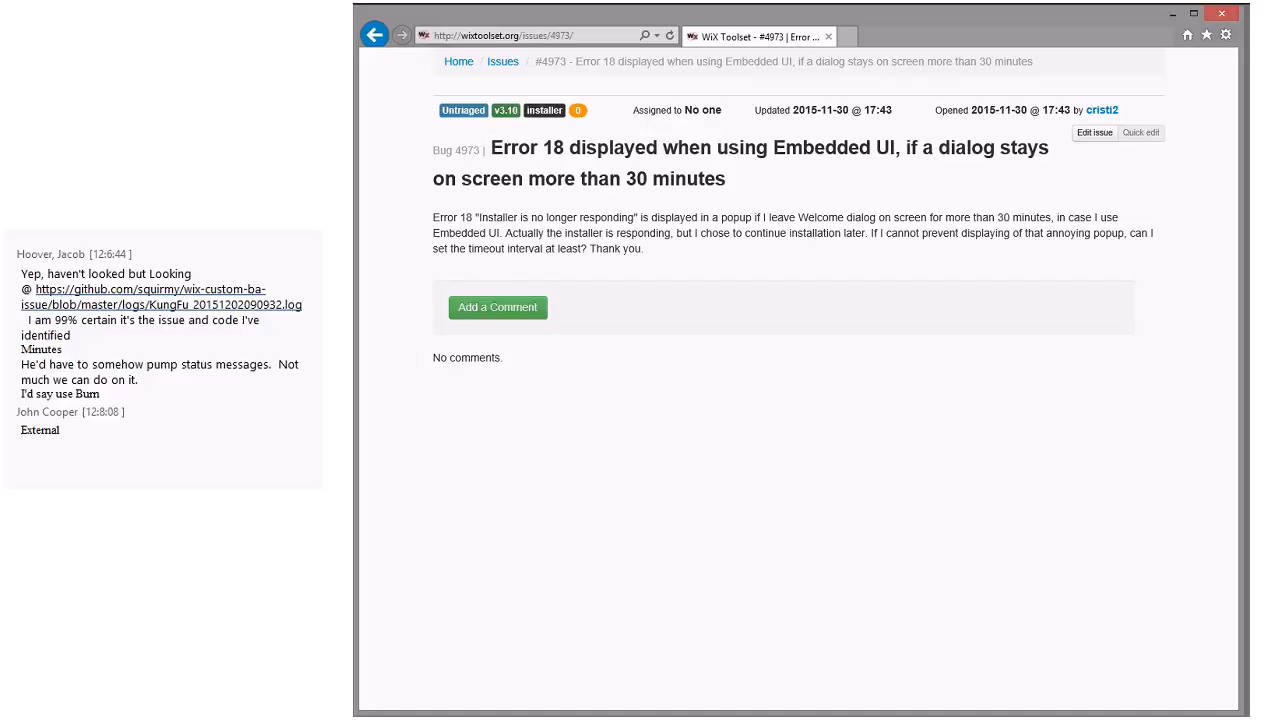 Hoover, Jacob [12:6:44 ]
Yep, haven't looked but Looking
@ https://github.com/squirmy/wix-custom-ba-
issue/blob/master/logs/KungFu_20151202090932.log
I am 99% certain it's the issue and code I've
identified
Minutes
He'd have to somehow pump status messages.  Not
much we can do on it.
I'd say use Burn
John Cooper [12:8:08 ]
External
http://wixtoolset.org/issues/4973/
WiX Toolset - #4973 | Error ...
Home / Issues / #4973 - Error 18 displayed when using Embedded UI, if a dialog stays on screen more than 30 minutes
Untriaged v3.10 installer 0 Assigned to No one Updated 2015-11-30 @ 17:43 Opened 2015-11-30 @ 17:43 by cristi2
Edit issue Quick edit
Bug 4973 | Error 18 displayed when using Embedded UI, if a dialog stays
on screen more than 30 minutes
Error 18 "Installer is no longer responding" is displayed in a popup if I leave Welcome dialog on screen for more than 30 minutes, in case I use
Embedded UI. Actually the installer is responding, but I chose to continue installation later. If I cannot prevent displaying of that annoying popup, can I
set the timeout interval at least? Thank you.
Add a Comment
No comments.